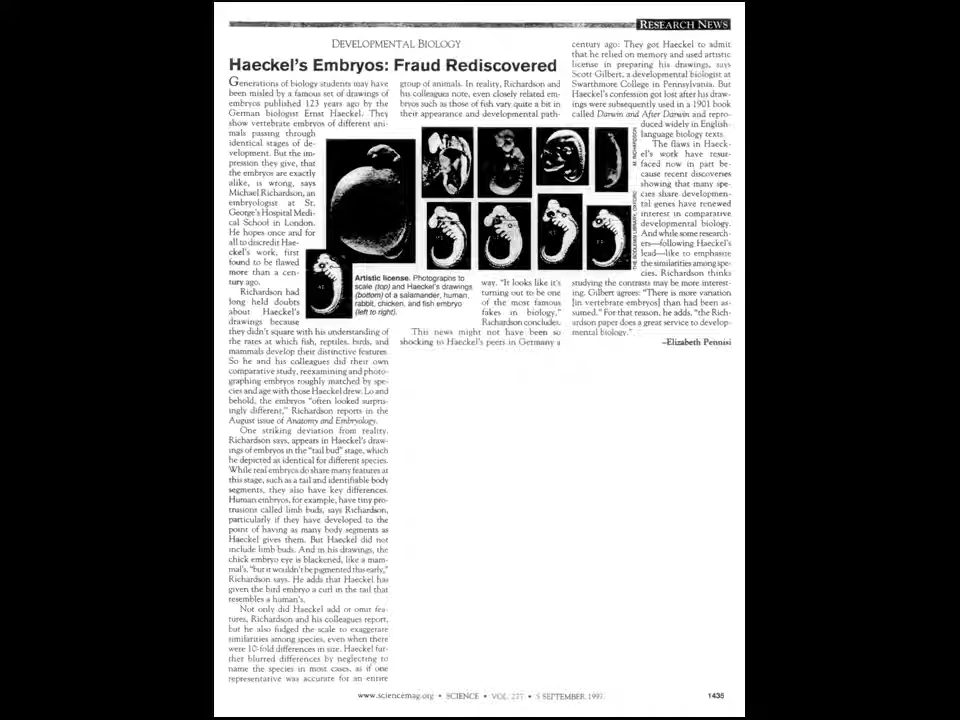 RESEARCH NEWS
DEVELOPMENTAL BIOLOGY
Haeckel's Embryos: Fraud Rediscovered
Generations of biology students may have
been misled by a famous set of drawings of
embryos published 123 years ago by the
German biologist Ernst Haeckel. They
show vertebrate embryos of different ani-
mals passing through
identical stages of de-
velopment. But the im-
pression they give, that
the embryos are exactly
alike, is wrong, says
Michael Richardson, an
embryologist at St.
George's Hospital Medi-
cal School in London.
He hopes once and for
all to discredit Hae-
ckel's work, first
found to be flawed
more than a cen-
tury ago.
Richardson had
long held doubts
about Haeckel's
drawings because
they didn't square with his understanding of
the rates at which fish, reptiles, birds, and
mammals develop their distinctive features.
So he and his colleagues did their own
comparative study, reexamining and photo-
graphing embryos roughly matched by spe-
cies and age with those Haeckel drew. Lo and
behold, the embryos "often looked surpris-
ingly different," Richardson reports in the
August issue of Anatomy and Embryology.
One striking deviation from reality,
Richardson says, appears in Haeckel's draw-
ings of embryos in the "tail bud" stage, which
he depicted as identical for different species.
While real embryos do share many features at
this stage, such as a tail and identifiable body
segments, they also have key differences.
Human embryos, for example, have tiny pro-
trusions called limb buds, says Richardson,
particularly if they have developed to the
point of having as many body segments as
Haeckel gives them. But Haeckel did not
include limb buds. And in his drawings, the
chick embryo eye is blackened, like a mam-
mal's, "but it wouldn't be pigmented this early,"
Richardson says. He adds that Haeckel has
given the bird embryo a curl in the tail that
resembles a human's.
Not only did Haeckel add or omit fea-
tures, Richardson and his colleagues report,
but he also fudged the scale to exaggerate
similarities among species, even when there
were 10-fold differences in size. Haeckel fur-
ther blurred differences by neglecting to
name the species in most cases, as if one
representative was accurate for an entire
group of animals. In reality, Richardson and
his colleagues note, even closely related em-
bryos such as those of fish vary quite a bit in
their appearance and developmental path-
M. RICHARDSON
Artistic license. Photographs to
scale (top) and Haeckel's drawings
(bottom) of a salamander, human,
rabbit, chicken, and fish embryo
(left to right).
way. "It looks like it's
turning out to be one
of the most famous
fakes in biology,"
Richardson concludes.
This news might not have been so
shocking to Haeckel's peers in Germany a
century ago: They got Haeckel to admit
that he relied on memory and used artistic
license in preparing his drawings, says
Scott Gilbert, a developmental biologist at
Swarthmore College in Pennsylvania. But
Haeckel's confession got lost after his draw-
ings were subsequently used in a 1901 book
called Darwin and After Darwin and repro-
duced widely in English-
language biology texts.
The flaws in Haeck-
el's work have resur-
faced now in part be-
cause recent discoveries
showing that many spe-
cies share developmen-
tal genes have renewed
interest in comparative
developmental biology.
And while some research-
ers—following Haeckel's
lead—like to emphasize
the similarities among spe-
cies, Richardson thinks
studying the contrasts may be more interest-
ing. Gilbert agrees: "There is more variation
[in vertebrate embryos] than had been as-
sumed." For that reason, he adds, "the Rich-
ardson paper does a great service to develop-
mental biology."
–Elizabeth Pennisi
www.sciencemag.org • SCIENCE • VOL. 277 • 5 SEPTEMBER 1997
1435